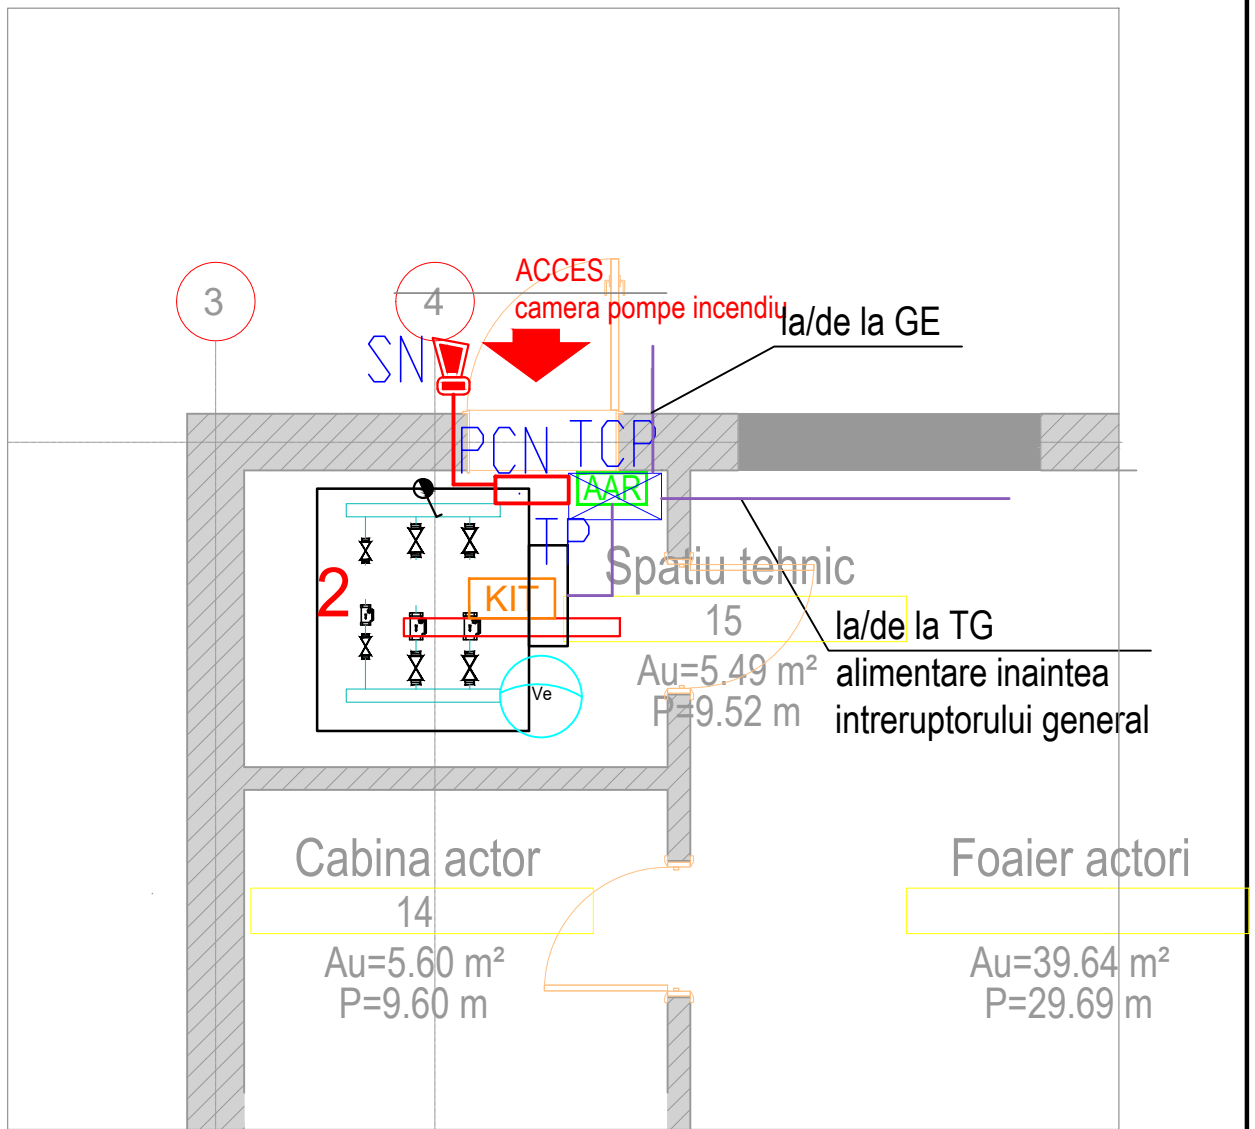 ACCES
camera pompe incendiu
3
4
la/de la GE
SN
PCN
TCP
AAR
TP
Spatiu tehnic
2
KIT
15
la/de la TG
Au=5.49 m²
alimentare inaintea
Ve
P=9.52 m
intreruptorului general
Cabina actor
Foaier actori
14
Au=5.60 m²
Au=39.64 m²
P=9.60 m
P=29.69 m